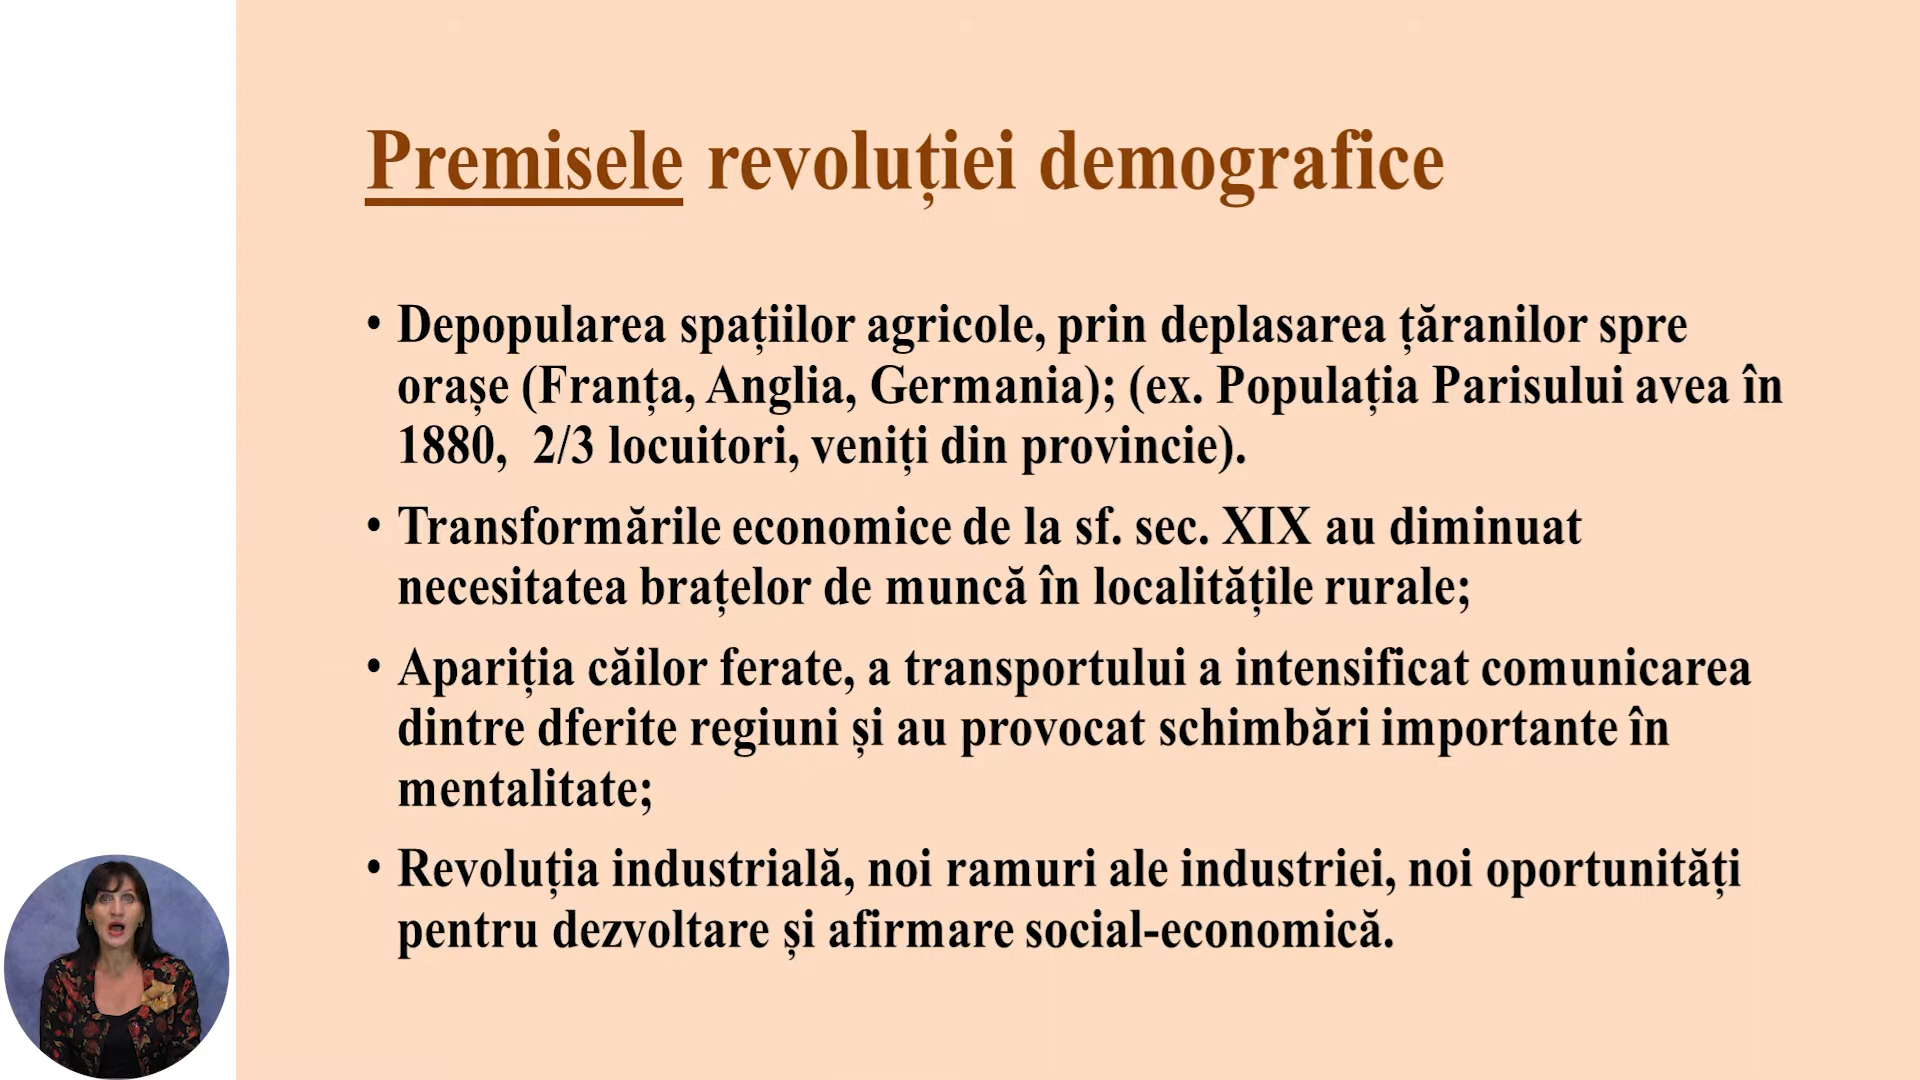 Premisele revoluției demografice
• Depopularea spațiilor agricole, prin deplasarea țăranilor spre
orașe (Franța, Anglia, Germania); (ex. Populația Parisului avea în
1880,  2/3 locuitori, veniți din provincie).
• Transformările economice de la sf. sec. XIX au diminuat
necesitatea brațelor de muncă în localitățile rurale;
• Apariția căilor ferate, a transportului a intensificat comunicarea
dintre dferite regiuni și au provocat schimbări importante în
mentalitate;
• Revoluția industrială, noi ramuri ale industriei, noi oportunități
pentru dezvoltare și afirmare social-economică.